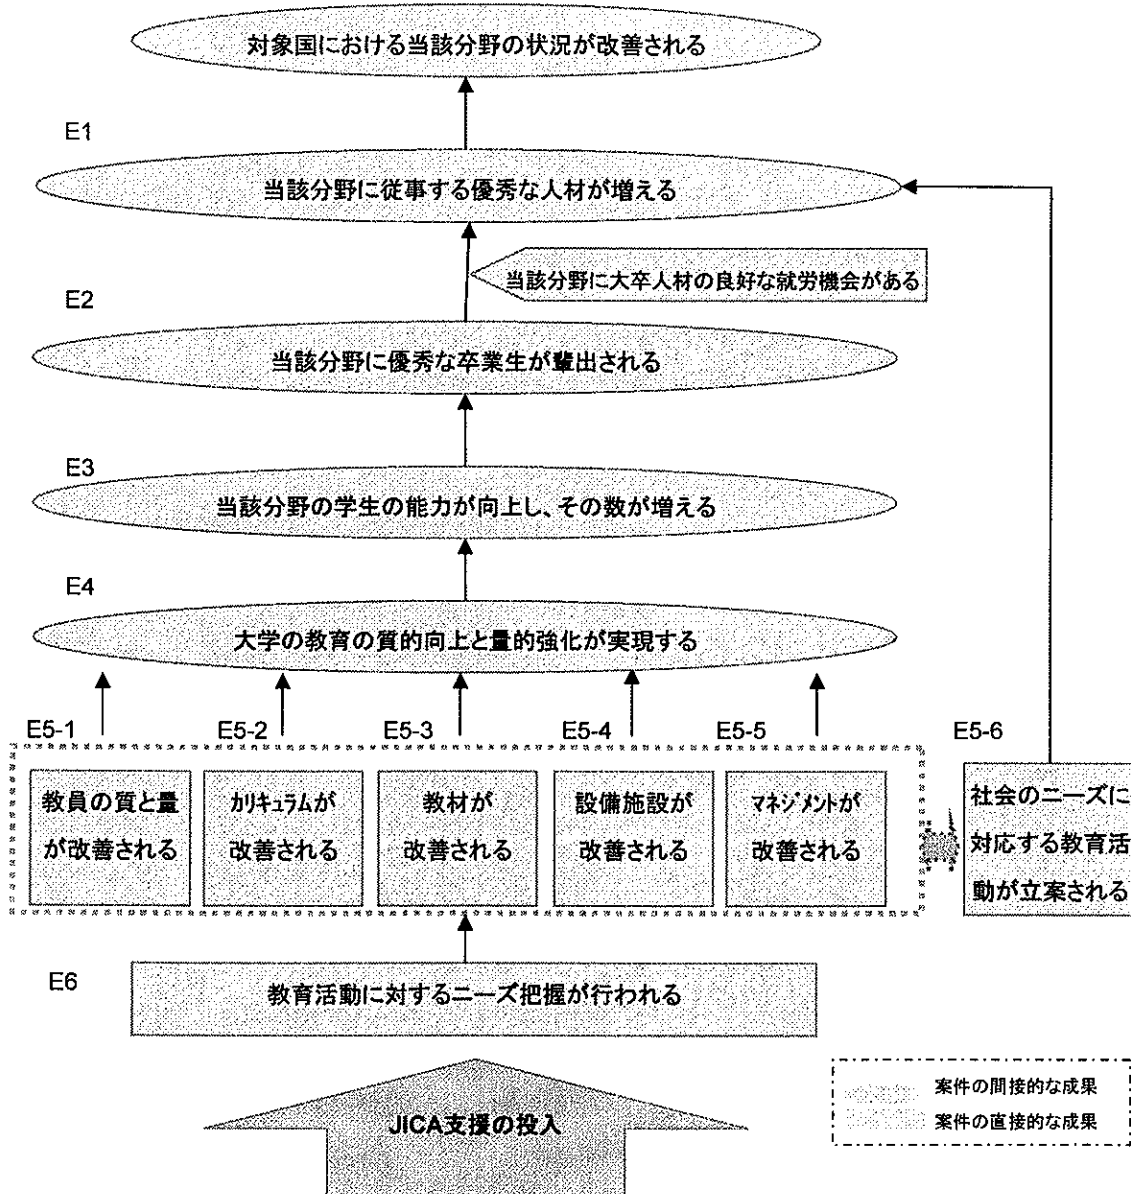 対象国における当該分野の状況が改善される
E1
当該分野に従事する優秀な人材が増える
当該分野に大卒人材の良好な就労機会がある
E2
当該分野に優秀な卒業生が輩出される
E3
当該分野の学生の能力が向上し、その数が増える
E4
大学の教育の質的向上と量的強化が実現する
E5-1
E5-2
E5-3
E5-4
E5-5
E5-6
教員の質と量
が改善される
カリキュラムが
改善される
教材が
改善される
設備施設が
改善される
マネジメントが
改善される
社会のニーズに
対応する教育活
動が立案される
E6
教育活動に対するニーズ把握が行われる
JICA支援の投入
案件の間接的な成果
案件の直接的な成果